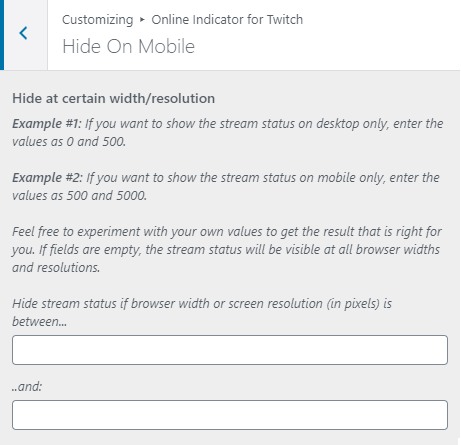 Customizing ▸ Online Indicator for Twitch
Hide On Mobile
Hide at certain width/resolution
Example #1: If you want to show the stream status on desktop only, enter the
values as 0 and 500.
Example #2: If you want to show the stream status on mobile only, enter the
values as 500 and 5000.
Feel free to experiment with your own values to get the result that is right for
you. If fields are empty, the stream status will be visible at all browser widths
and resolutions.
Hide stream status if browser width or screen resolution (in pixels) is
between...
..and: